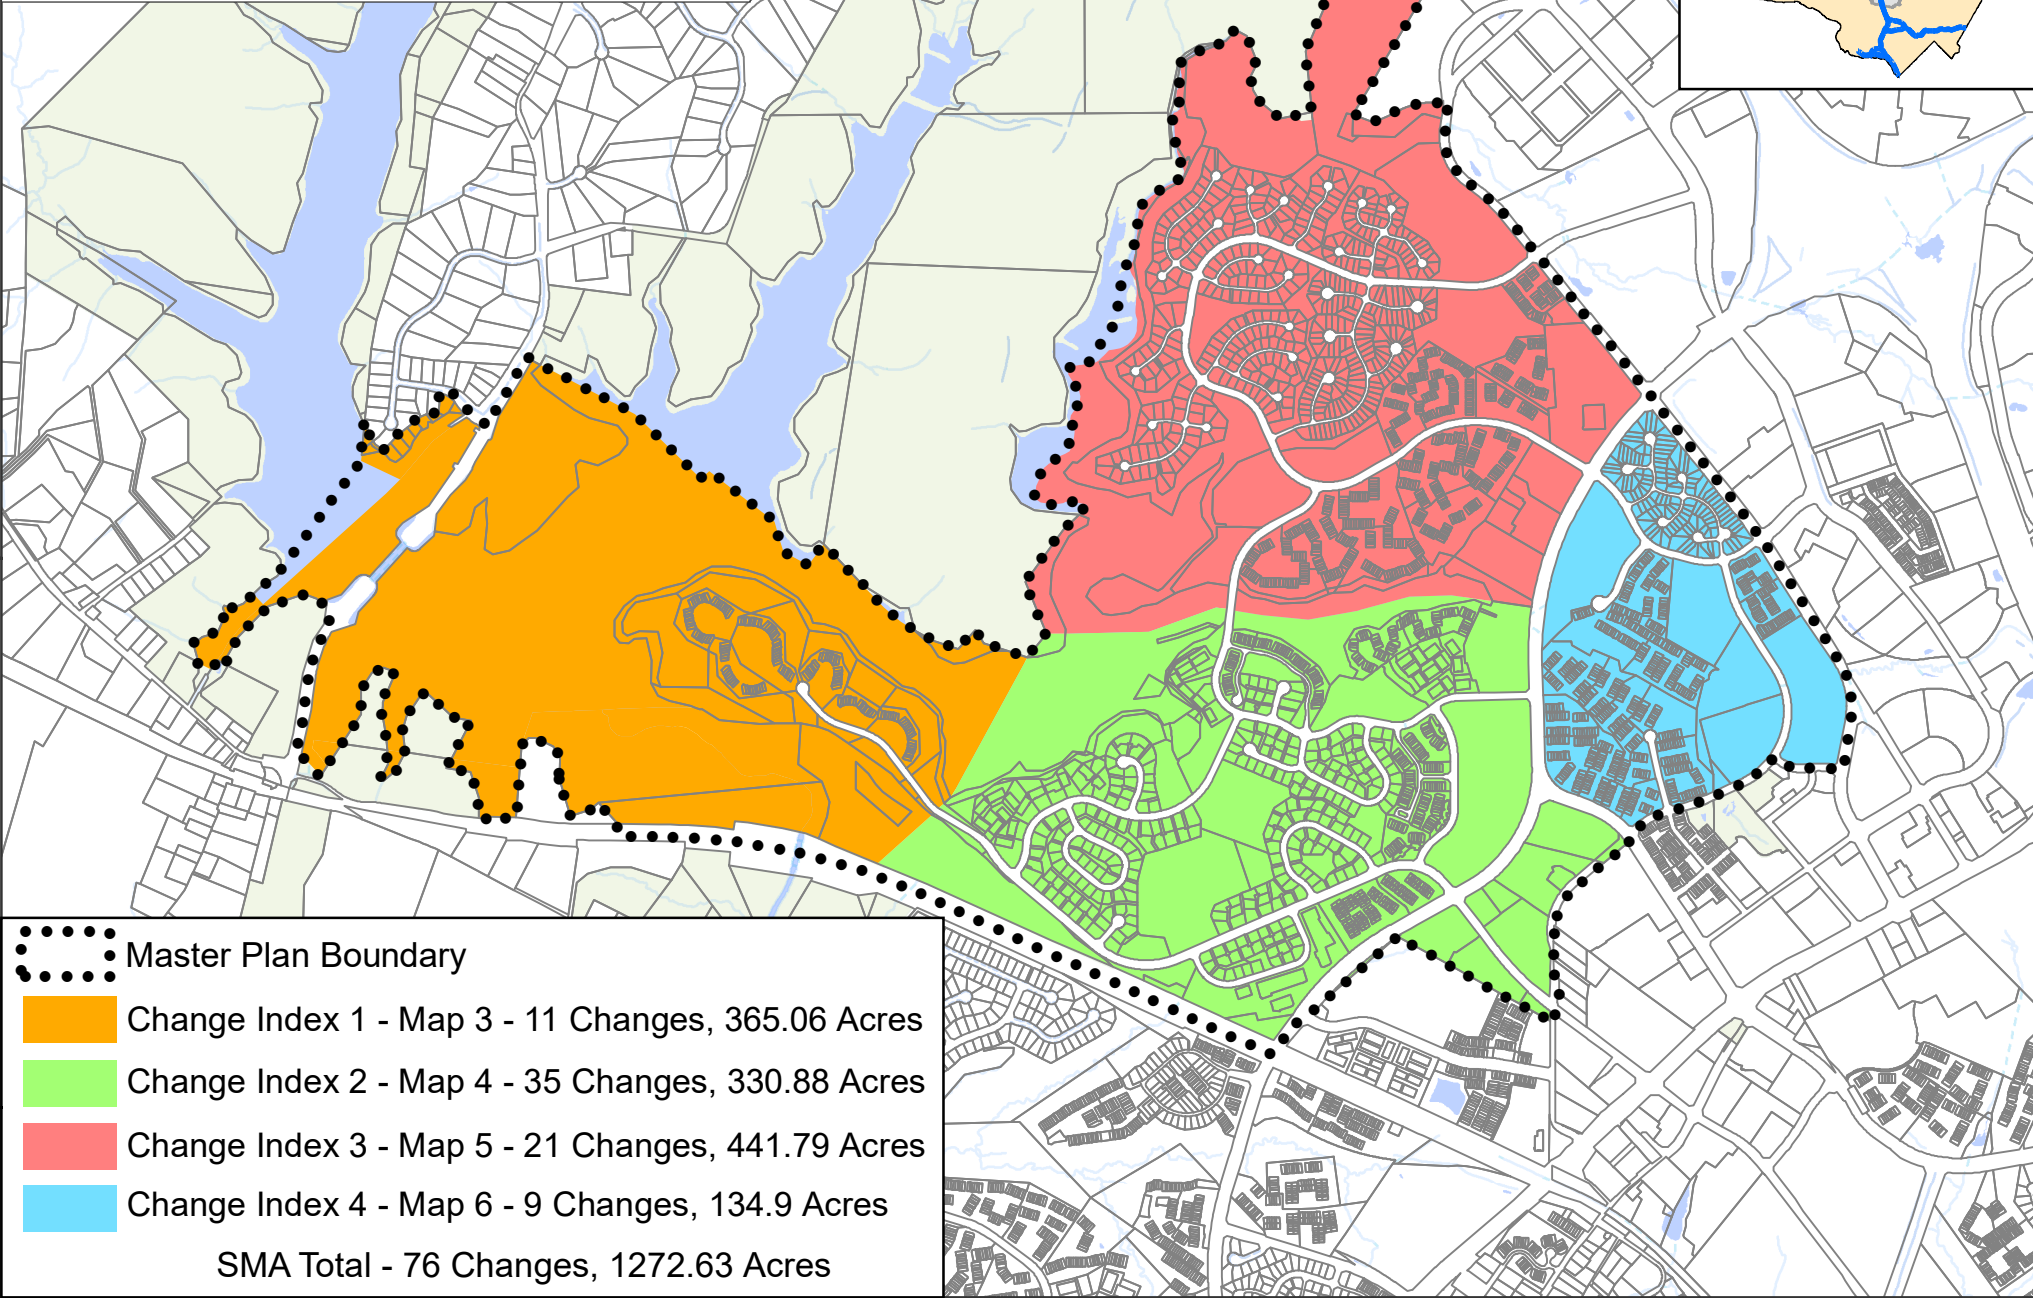 Master Plan Boundary
Change Index 1 - Map 3 - 11 Changes, 365.06 Acres
Change Index 2 - Map 4 - 35 Changes, 330.88 Acres
Change Index 3 - Map 5 - 21 Changes, 441.79 Acres
Change Index 4 - Map 6 - 9 Changes, 134.9 Acres
SMA Total - 76 Changes, 1272.63 Acres